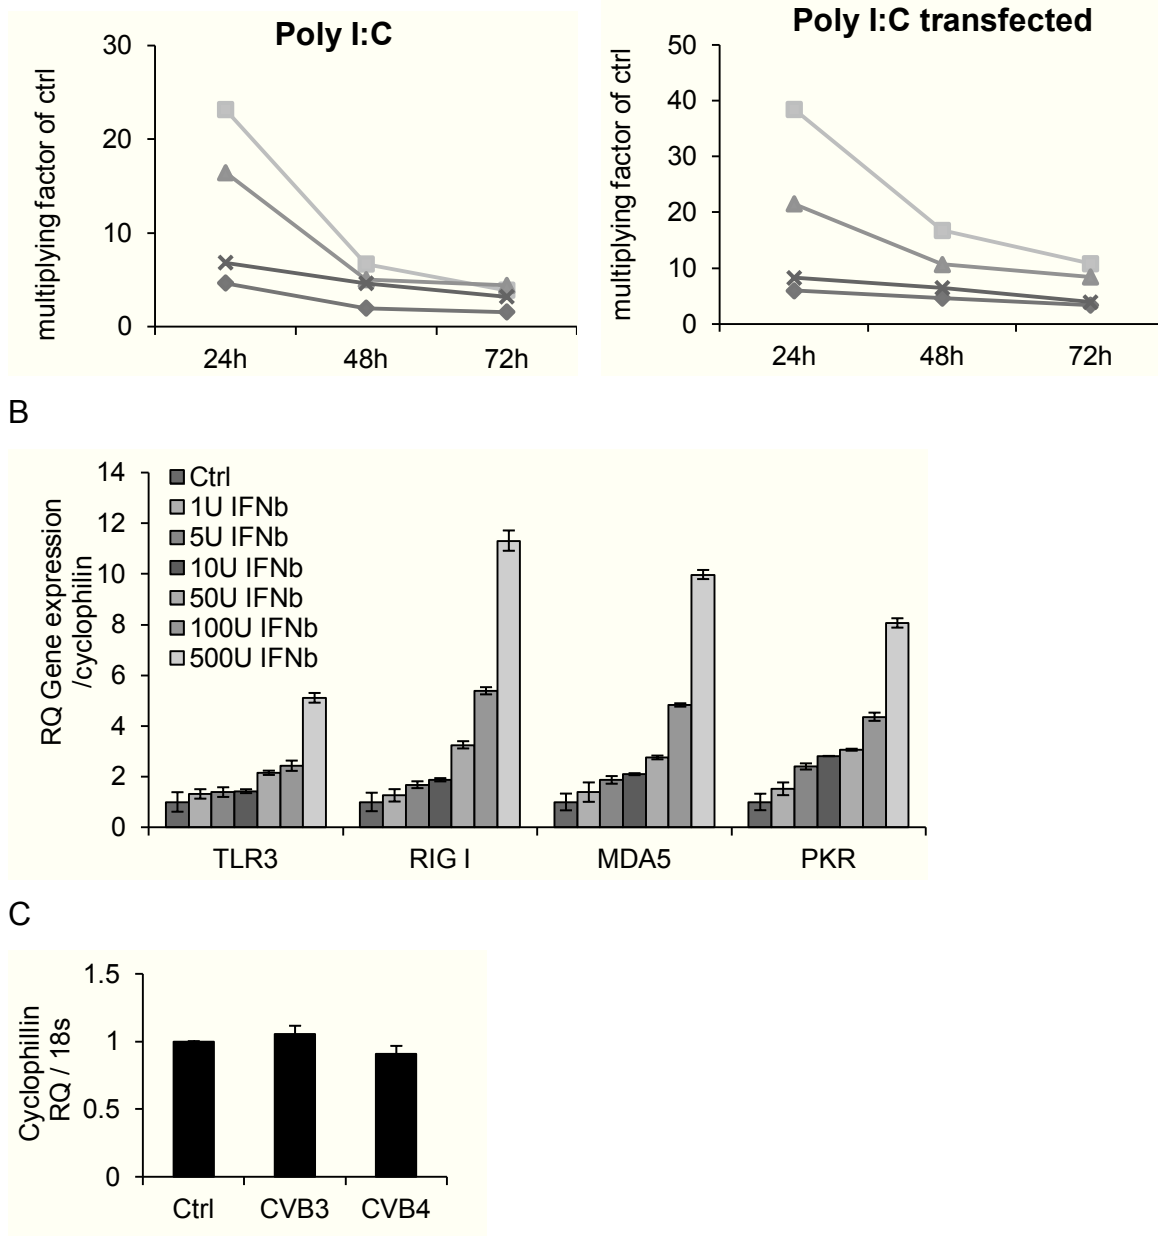 Poly I:C
multiplying factor of ctrl
30
20
10
0
24h 48h 72h
Poly I:C transfected
multiplying factor of ctrl
50
40
30
20
10
0
24h 48h 72h
B
RQ Gene expression
/cyclophilin
14
12
10
8
6
4
2
0
Ctrl
1U IFNb
5U IFNb
10U IFNb
50U IFNb
100U IFNb
500U IFNb
TLR3 RIG I MDA5 PKR
C
Cyclophillin
RQ / 18s
1.5
1
0.5
0
Ctrl CVB3 CVB4